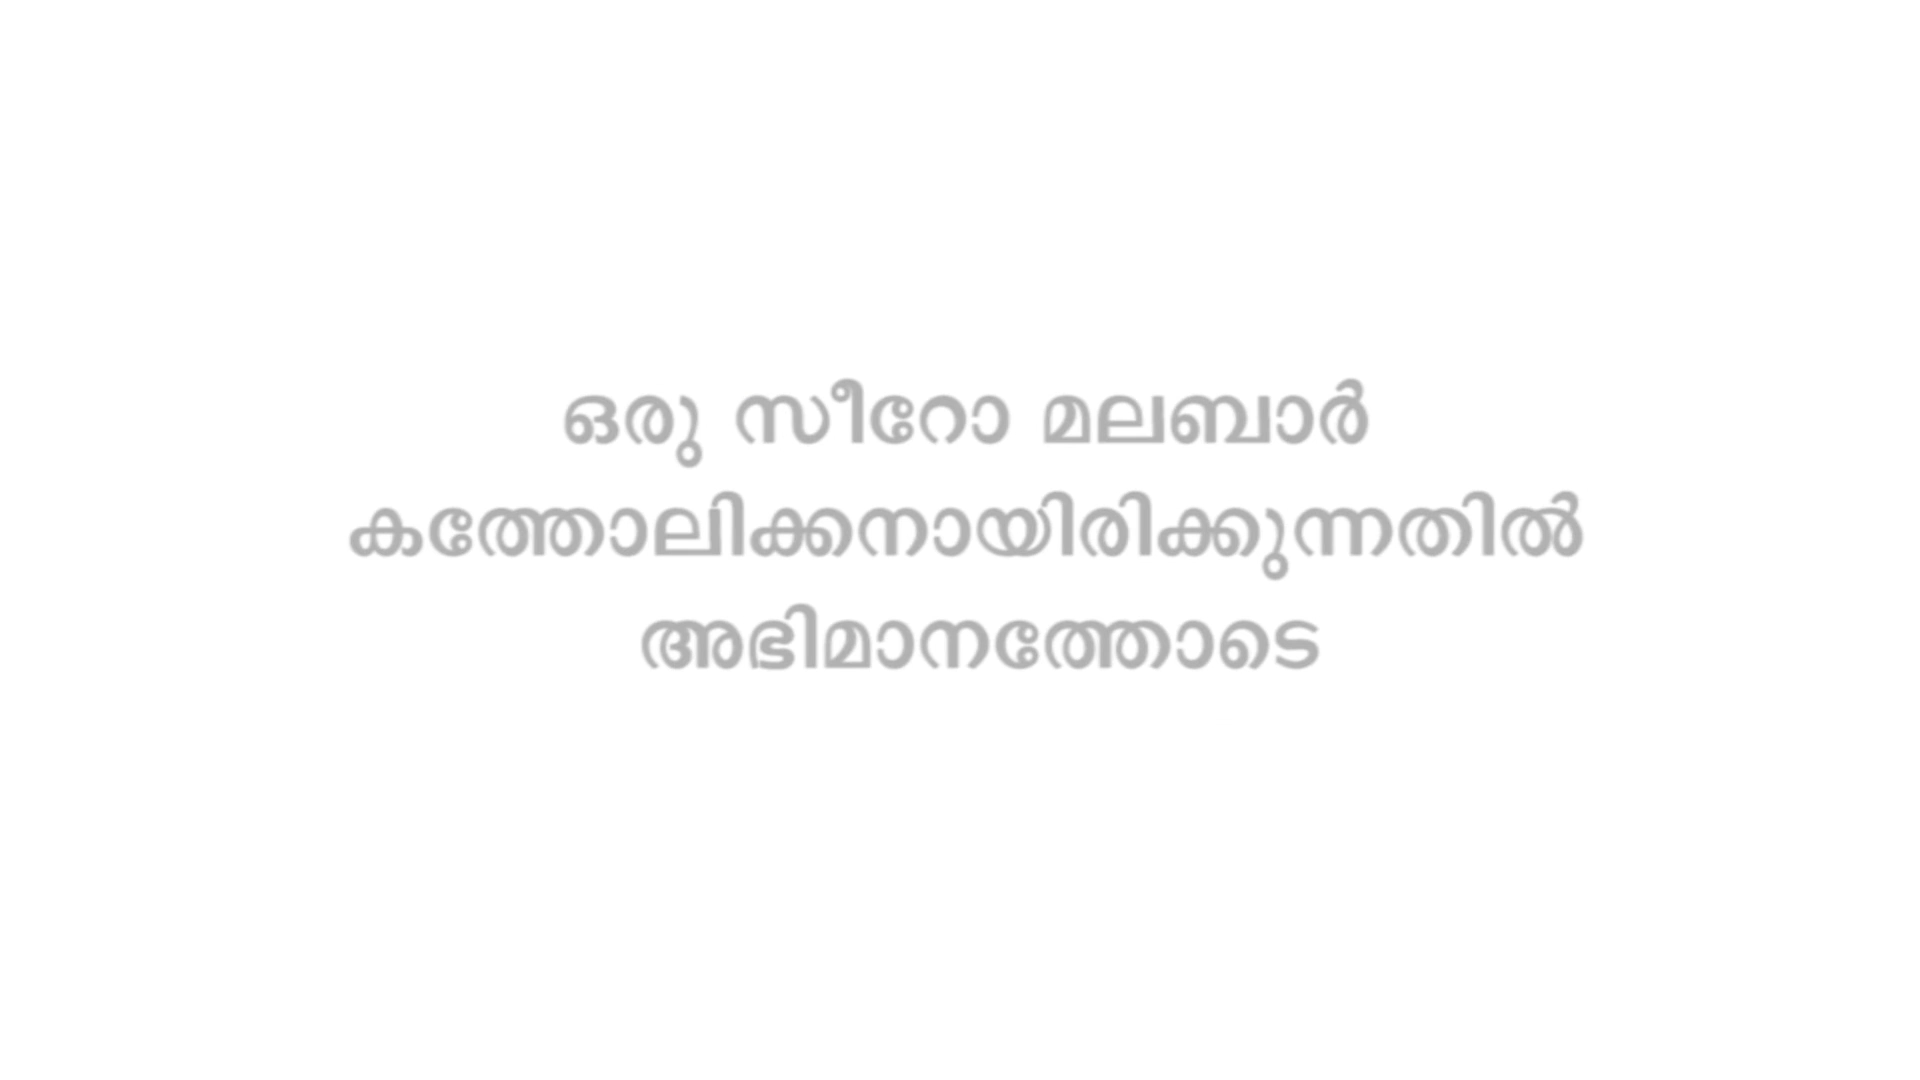 ഒരു സീറോ മലബാർ
കത്തോലിക്കനായിരിക്കുന്നതിൽ
അഭിമാനത്തോടെ